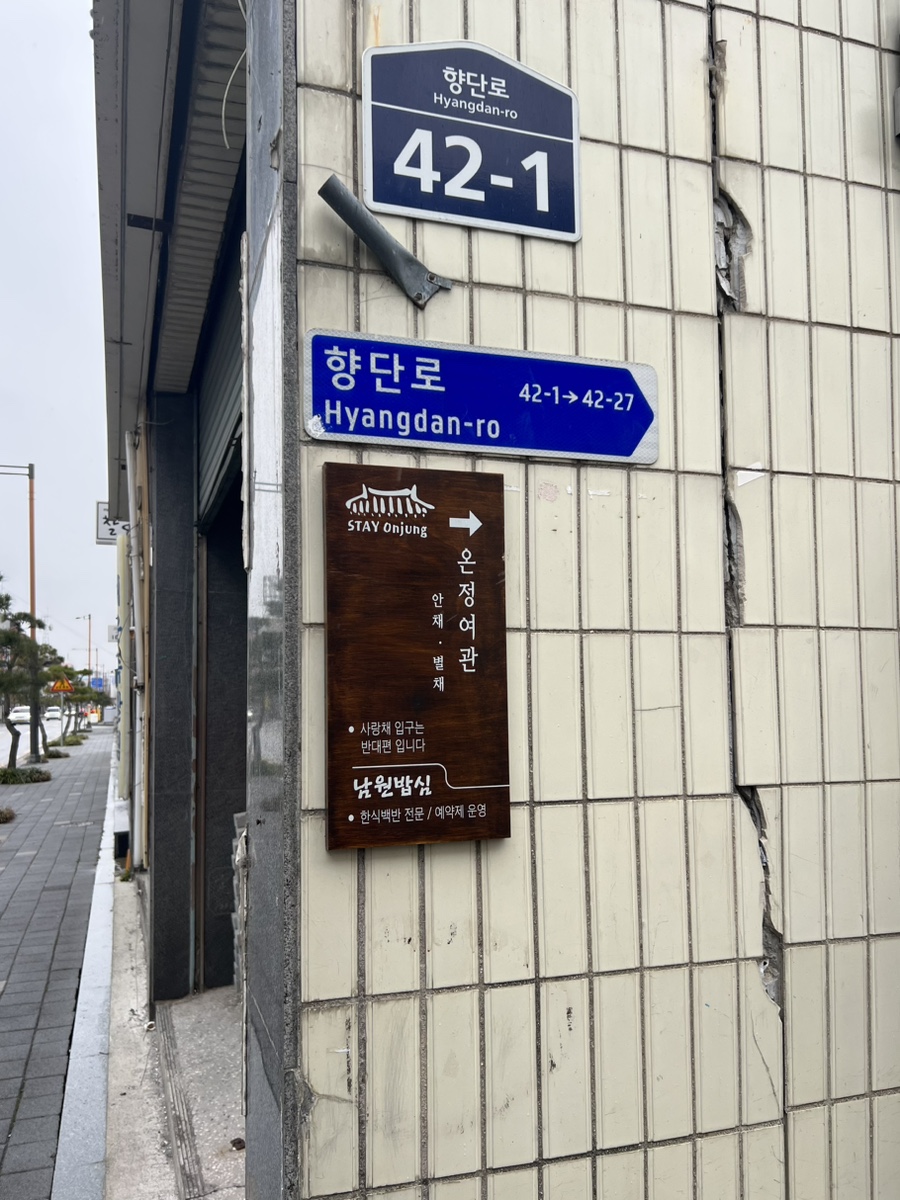 향단로
Hyangdan-ro
42-1
향단로
Hyangdan-ro
42-1→42-27
STAY Onjung
→
온정여관
안채·별채
• 사랑채 입구는
반대편 입니다
남원밥심
• 한식백반 전문 / 예약제 운영